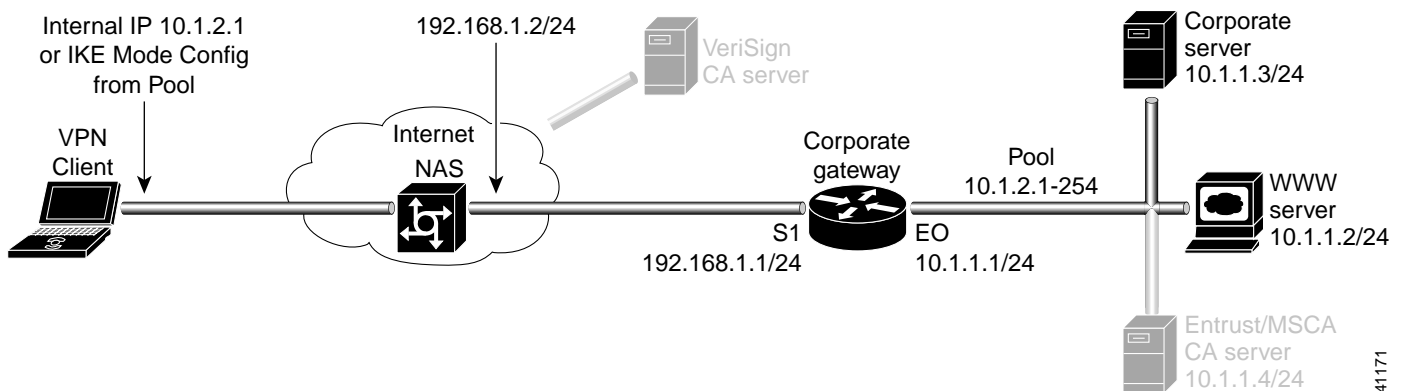 Internal IP 10.1.2.1
or IKE Mode Config
from Pool
192.168.1.2/24
VeriSign
CA server
Corporate
server
10.1.1.3/24
VPN
Client
Internet
NAS
Corporate
gateway
Pool
10.1.2.1-254
WWW
server
10.1.1.2/24
S1
EO
192.168.1.1/24
10.1.1.1/24
Entrust/MSCA
CA server
10.1.1.4/24
41171